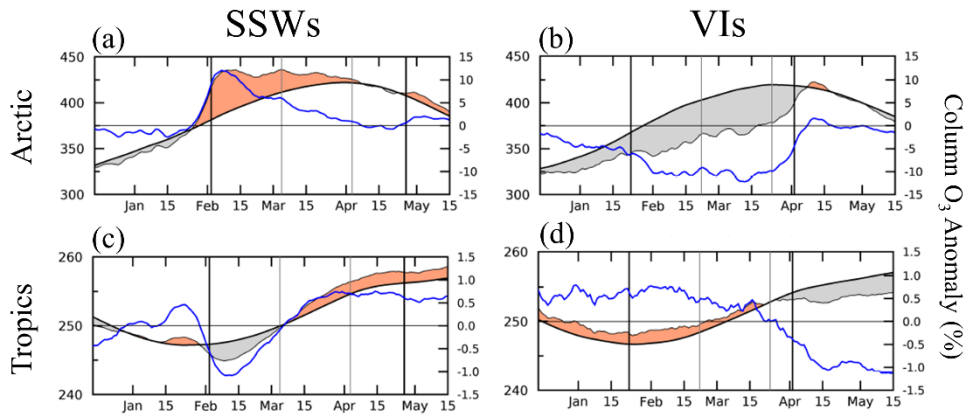 SSWs VIs
(a) (b)
Arctic
450 15 450 15
10 10
400 5 400 5
0 0
350 -5 350 -5
-10 -10
300 -15 300 -15
Jan 15 Feb 15 Mar 15 Apr 15 May 15 Jan 15 Feb 15 Mar 15 Apr 15 May 15
Column O3 Anomaly (%)
(c) (d)
Tropics
260 1.5 260 1.5
1.0 1.0
0.5 0.5
250 0.0 250 0.0
-0.5 -0.5
-1.0 -1.0
240 -1.5 240 -1.5
Jan 15 Feb 15 Mar 15 Apr 15 May 15 Jan 15 Feb 15 Mar 15 Apr 15 May 15